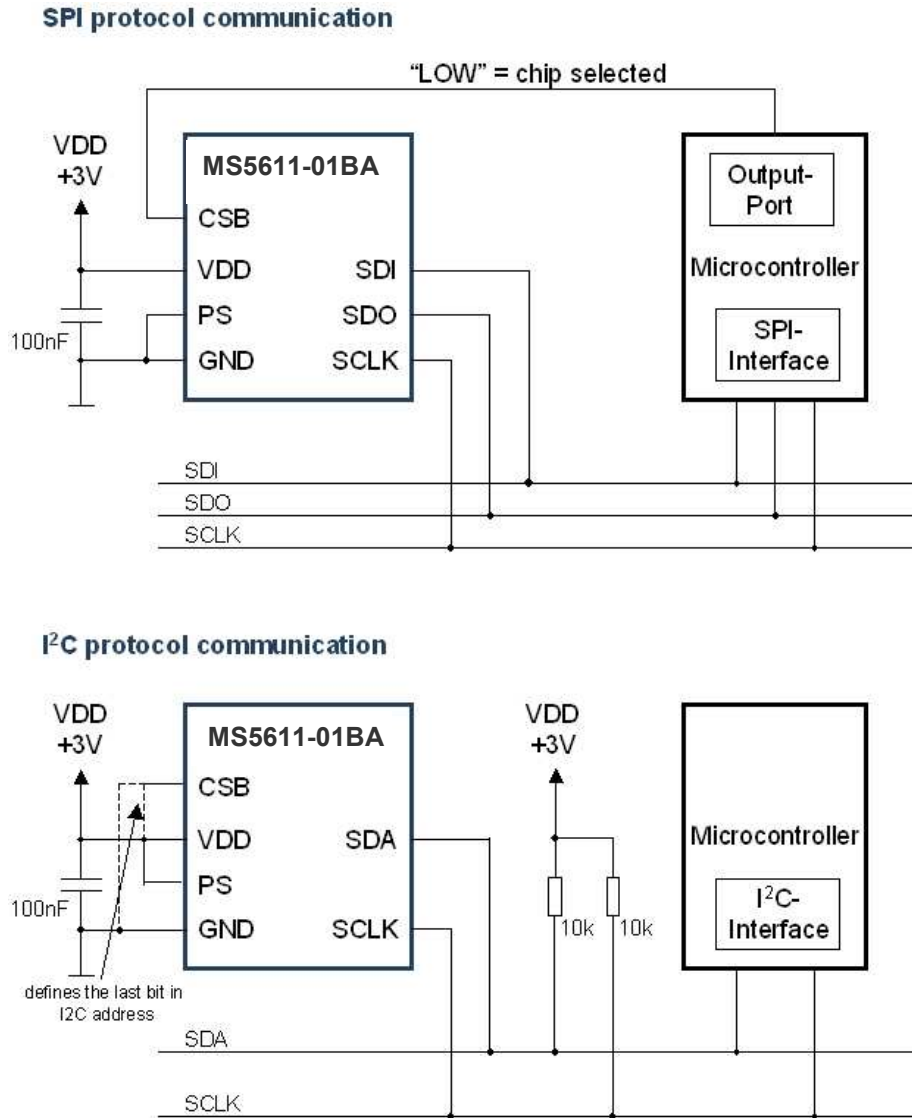 SPI protocol communication
“LOW” = chip selected
VDD
+3V
100nF
MS5611-01BA
CSB
VDD
PS
GND
SDI
SDO
SCLK
Output-
Port
Microcontroller
SPI-
Interface
SDI
SDO
SCLK
I²C protocol communication
VDD
+3V
100nF
defines the last bit in
I2C address
MS5611-01BA
CSB
VDD
PS
GND
SDA
SCLK
VDD
+3V
10k
10k
Microcontroller
I²C-
Interface
SDA
SCLK